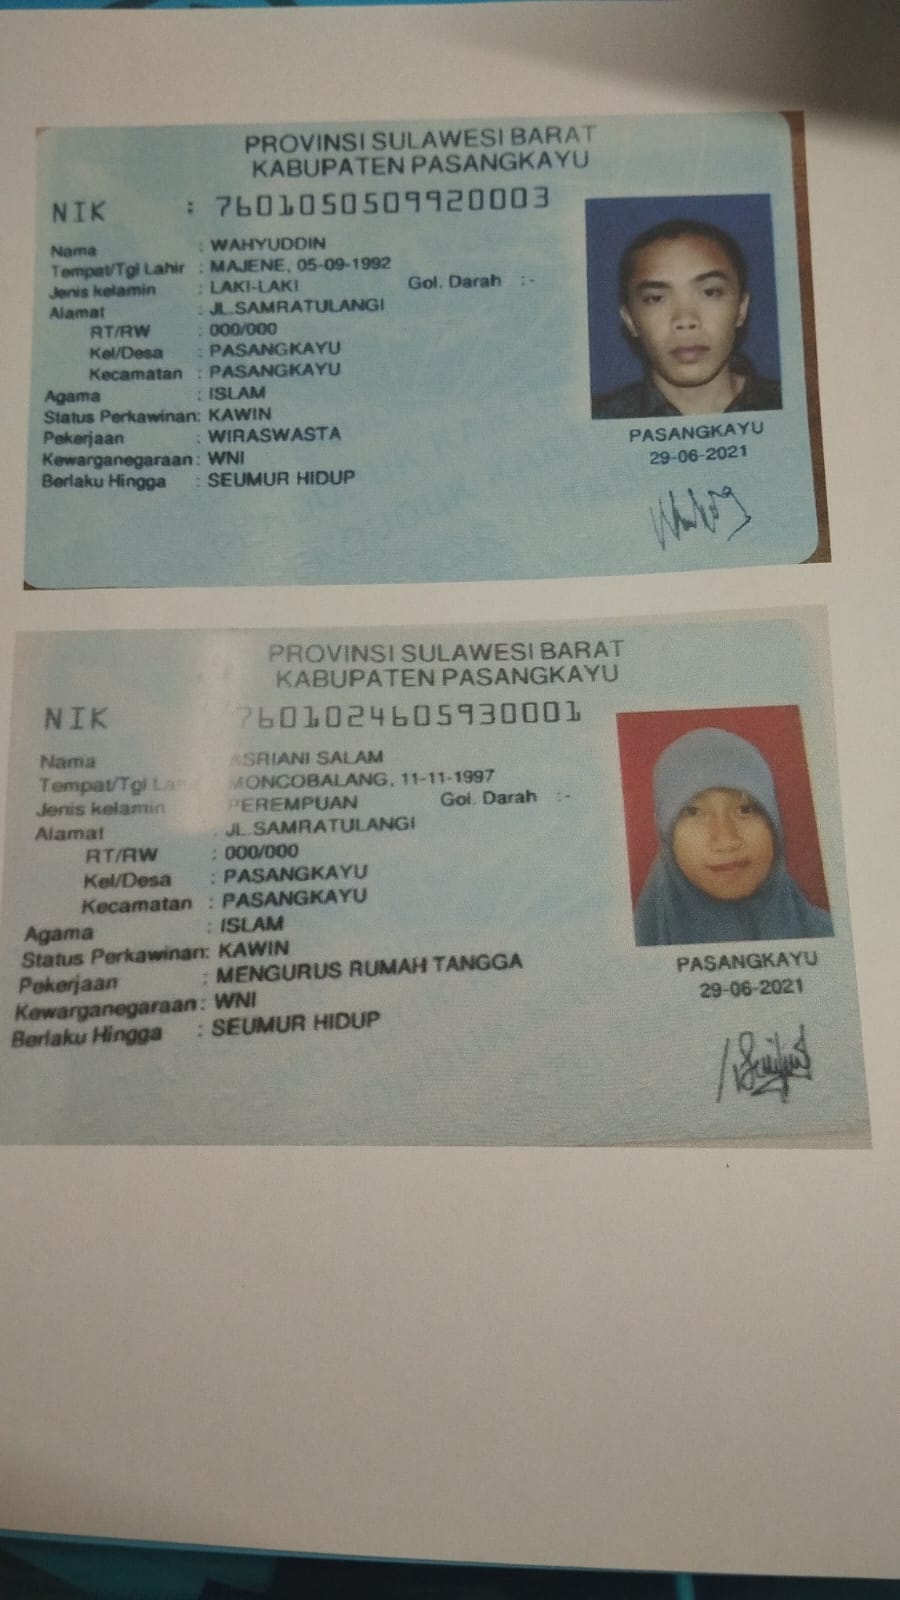 PROVINSI SULAWESI BARAT
KABUPATEN PASANGKAYU
NIK : 7601050509920003
Nama : WAHYUDDIN
Tempat/Tgl Lahir : MAJENE, 05-09-1992
Jenis kelamin : LAKI-LAKI Gol. Darah :-
Alamat : JL.SAMRATULANGI
RT/RW : 000/000
Kel/Desa : PASANGKAYU
Kecamatan : PASANGKAYU
Agama : ISLAM
Status Perkawinan: KAWIN
Pekerjaan : WIRASWASTA
Kewarganegaraan : WNI
Berlaku Hingga : SEUMUR HIDUP
PASANGKAYU
29-06-2021
PROVINSI SULAWESI BARAT
KABUPATEN PASANGKAYU
NIK 7601024605930001
Nama ASRIANI SALAM
Tempat/Tgl Lahir MONCOBALANG, 11-11-1997
Jenis kelamin PEREMPUAN Gol. Darah :-
Alamat : JL.SAMRATULANGI
RT/RW : 000/000
Kel/Desa : PASANGKAYU
Kecamatan : PASANGKAYU
Agama : ISLAM
Status Perkawinan: KAWIN
Pekerjaan : MENGURUS RUMAH TANGGA
Kewarganegaraan : WNI
Berlaku Hingga : SEUMUR HIDUP
PASANGKAYU
29-06-2021